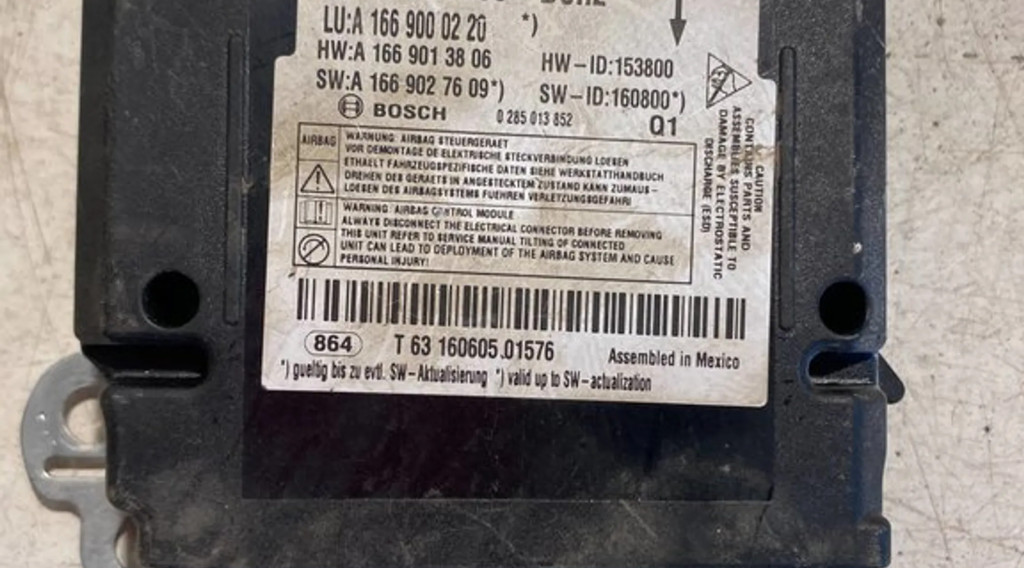 LU:A 166 900 02 20 *)
HW:A 166 901 38 06 HW-ID:153800
SW:A 166 902 76 09*) SW-ID:160800*)
BOSCH 0 285 013 852 Q1
CAUTION
CONTAINS PARTS AND
ASSEMBLIES SUSCEPTIBLE TO
DAMAGE BY ELECTROSTATIC
DISCHARGE (ESD)
AIRBAG
WARNUNG: AIRBAG STEUERGERAET
VOR DEMONTAGE DE ELEKTRISCHE STECKVERBINDUNG LOESEN
ETHAELT FAHRZEUGSPEZIFISCHE DATEN SIEHE WERKSTATTHANDBUCH
DREHEN DES GERAETS IN ANGESTECKTEM ZUSTAND KANN ZUMAUS-
LOESEN DES AIRBAGSYSTEMS FUEHREN VERLETZUNGSGEFAHR!
WARNING AIRBAG CONTROL MODULE
ALWAYS DISCONNECT THE ELECTRICAL CONNECTOR BEFORE REMOVING
THIS UNIT REFER TO SERVICE MANUAL TILTING OF CONNECTED
UNIT CAN LEAD TO DEPLOYMENT OF THE AIRBAG SYSTEM AND CAUSE
PERSONAL INJURY!
864 T 63 160605.01576 Assembled in Mexico
*) gueltig bis zu evtl. SW-Aktualisierung *) valid up to SW-actualization